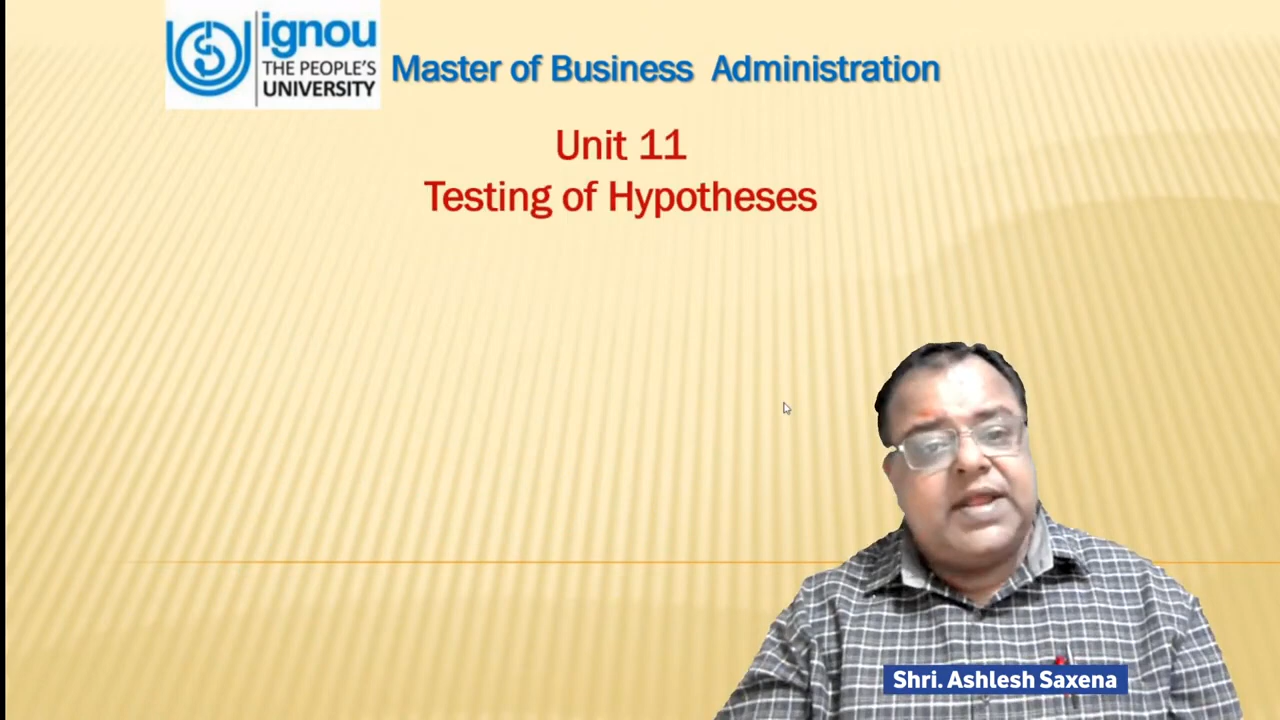 ignou
THE PEOPLE'S
UNIVERSITY
Master of Business Administration
Unit 11
Testing of Hypotheses
Shri. Ashlesh Saxena